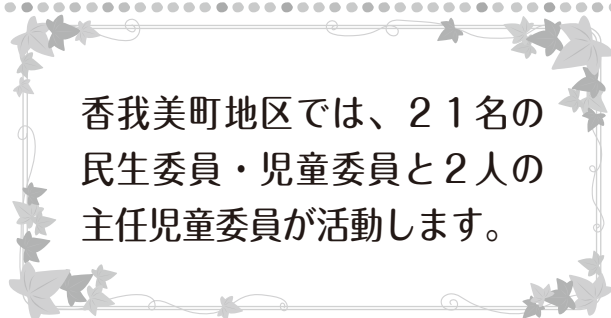 香我美町地区では、２１名の
民生委員・児童委員と２人の
主任児童委員が活動します。